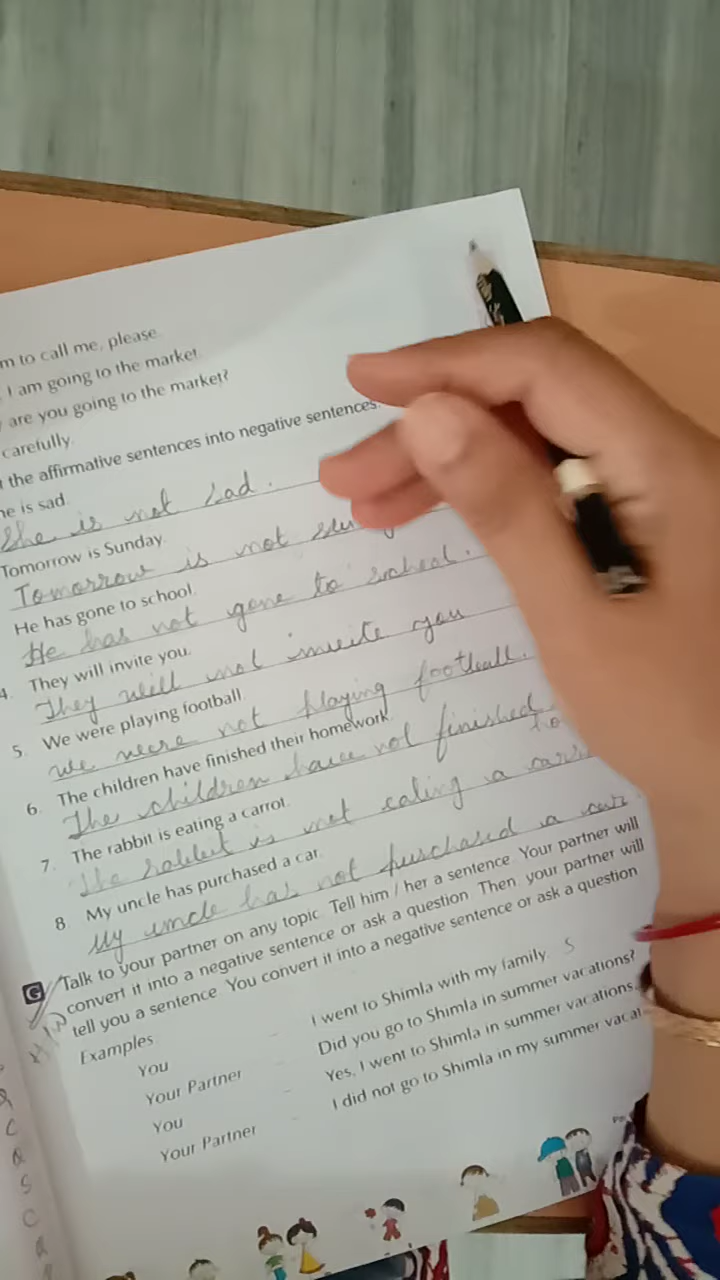 m to call me, please.
I am going to the market.
are you going to the market?
carefully.
the affirmative sentences into negative sentences.
he is sad.
She is not sad.
Tomorrow is Sunday.
Tomorrow is not
He has gone to school.
He has not gone to school.
4. They will invite you.
They will not invite you
5. We were playing football.
We were not playing football.
6. The children have finished their homework.
The children have not finished
7. The rabbit is eating a carrot.
The rabbit is not eating a
8. My uncle has purchased a car.
My uncle has not purchased a car.
G Talk to your partner on any topic. Tell him / her a sentence. Your partner will
convert it into a negative sentence or ask a question. Then, your partner will
tell you a sentence. You convert it into a negative sentence or ask a question
Examples
You - I went to Shimla with my family. S
Your Partner - Did you go to Shimla in summer vacations?
You - Yes, I went to Shimla in summer vacations.
Your Partner - I did not go to Shimla in my summer vacat